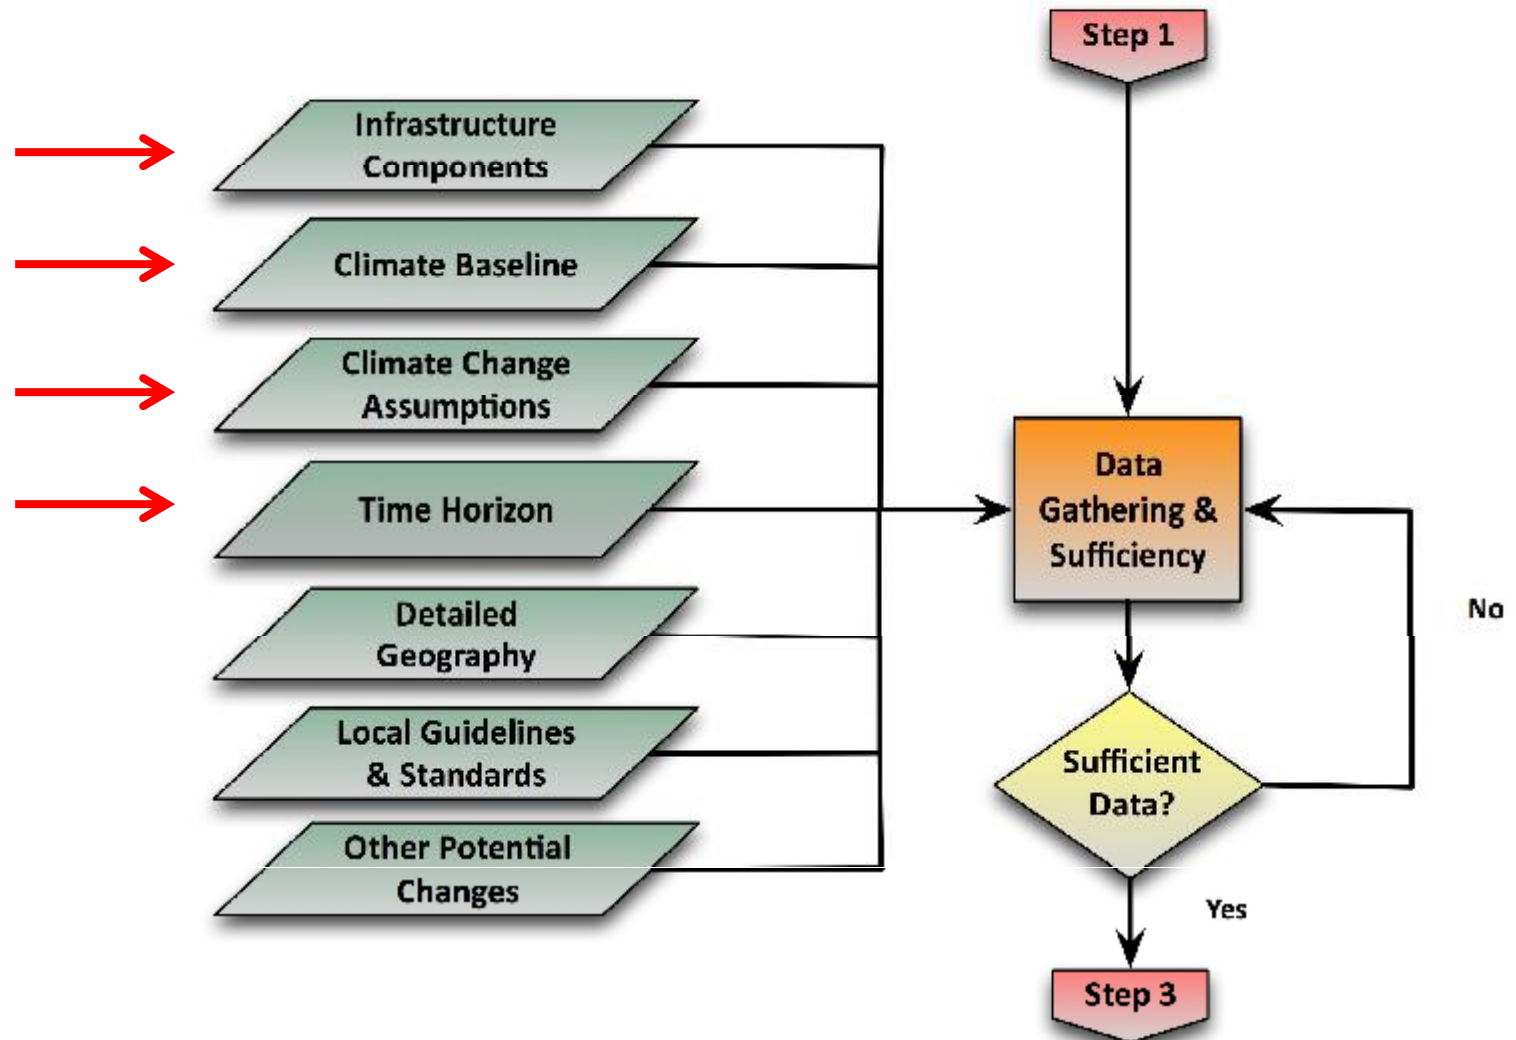 Step 1
Infrastructure
Components
Climate Baseline
Climate Change
Assumptions
Time Horizon
Detailed
Geography
Local Guidelines
& Standards
Other Potential
Changes
Data
Gathering &
Sufficiency
No
Sufficient
Data?
Yes
Step 3